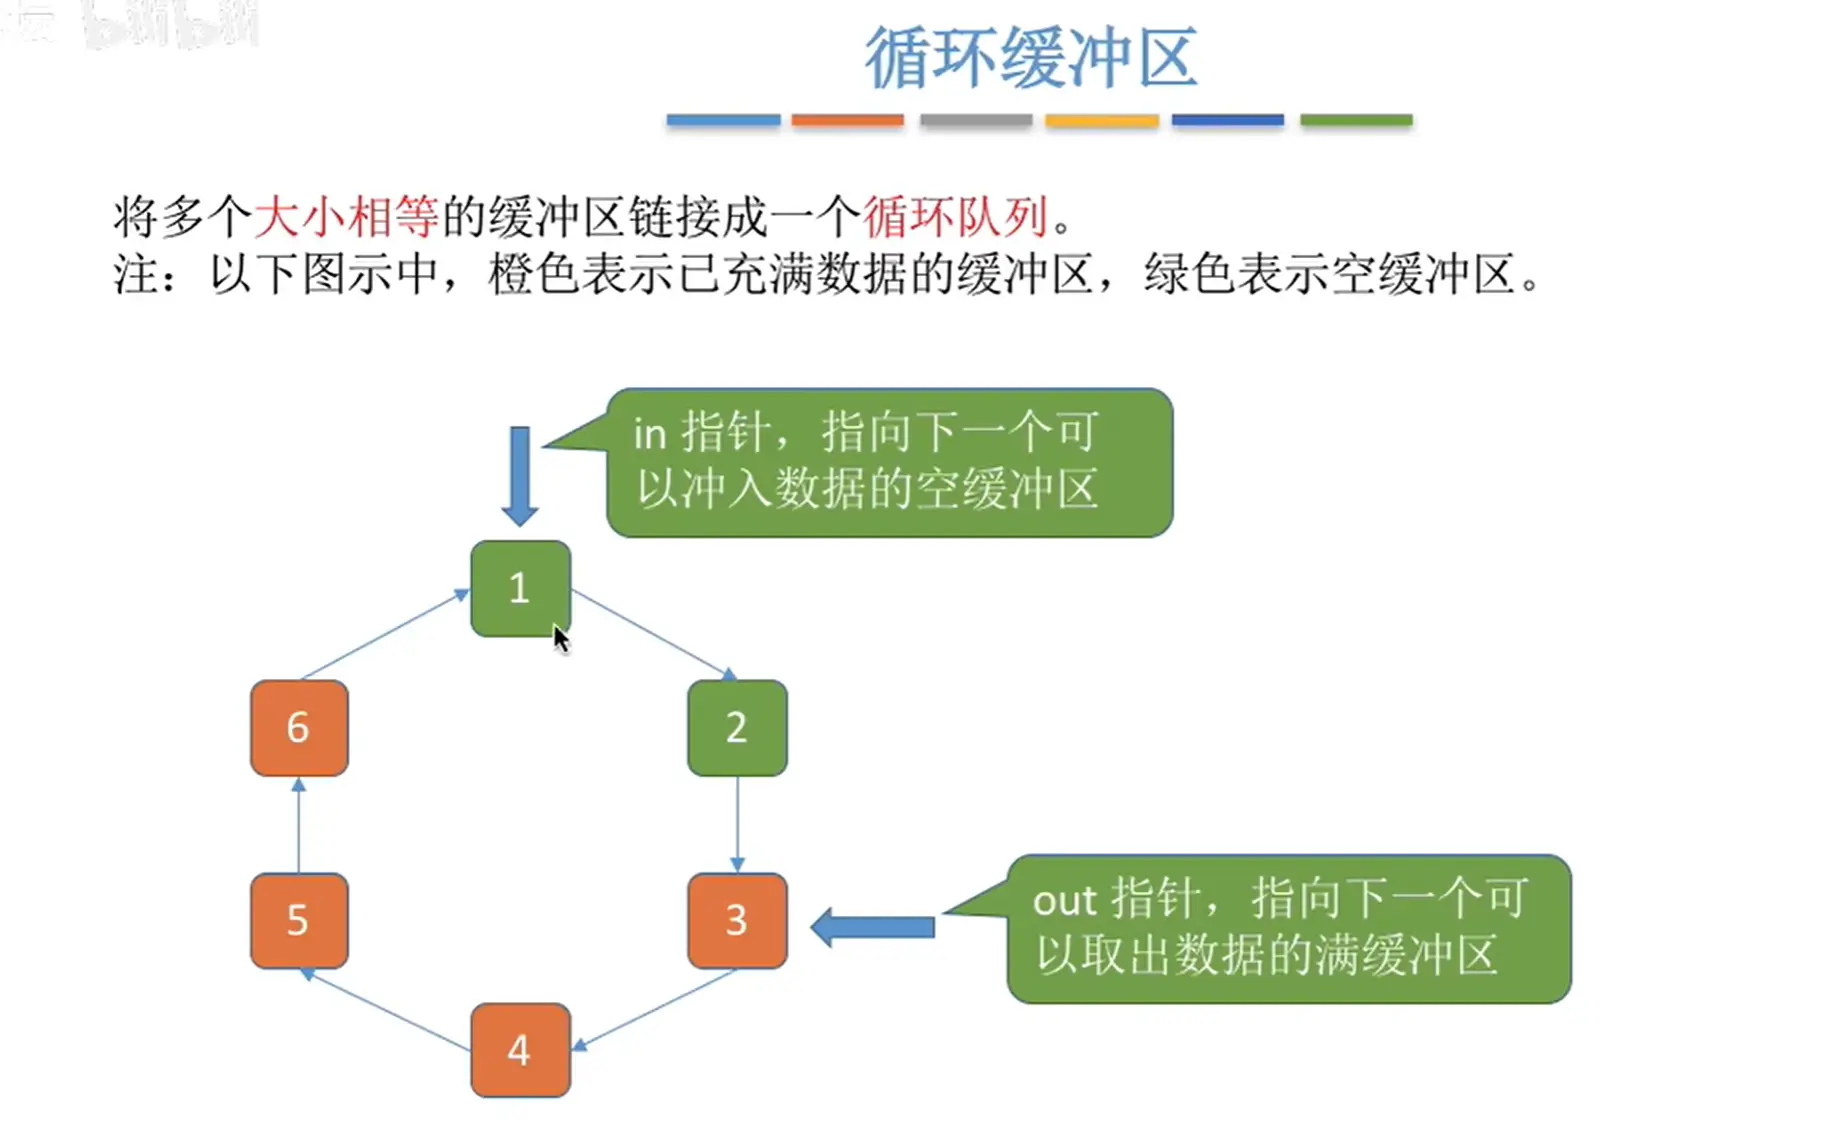 循环缓冲区
将多个大小相等的缓冲区链接成一个循环队列。
注：以下图示中，橙色表示已充满数据的缓冲区，绿色表示空缓冲区。
in 指针，指向下一个可
以冲入数据的空缓冲区
1
6
2
5
3
out 指针，指向下一个可
以取出数据的满缓冲区
4